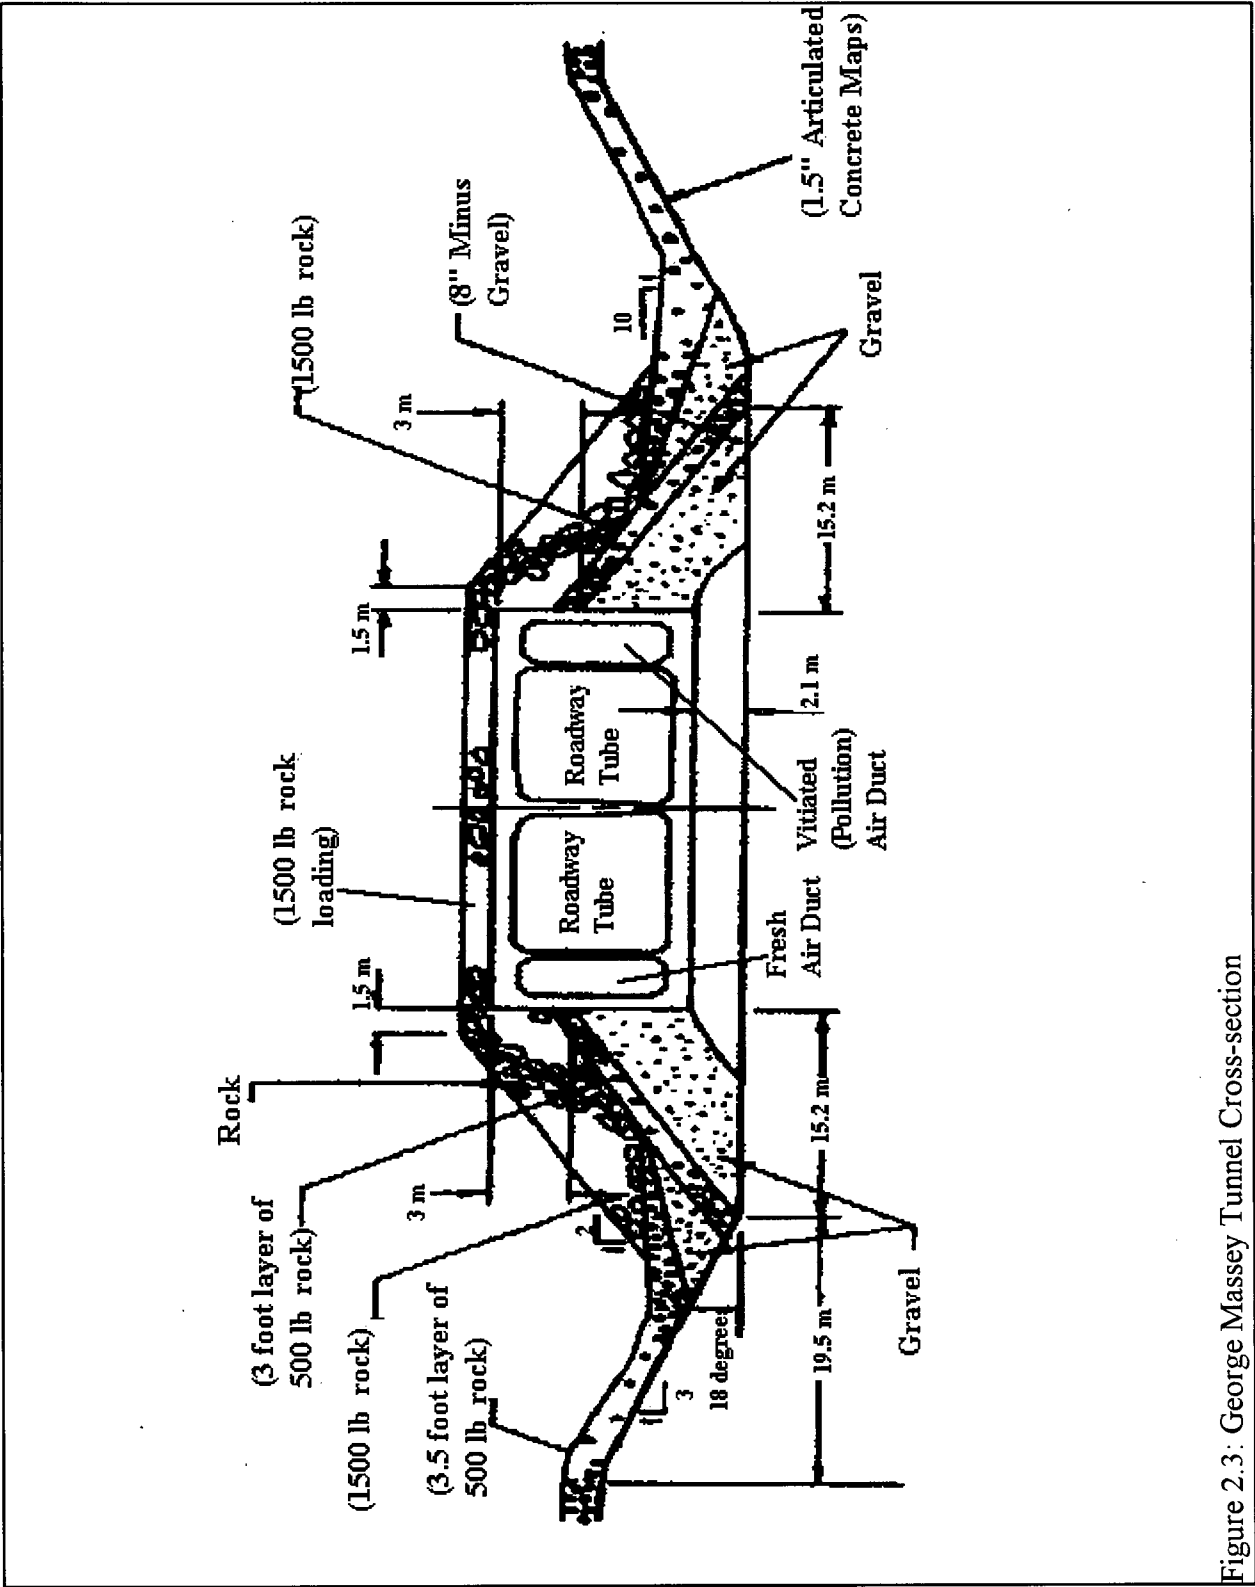 Rock
(3 foot layer of
500 lb rock)
(1500 lb rock)
(3.5 foot layer of
500 lb rock)
(1500 lb rock
loading)
(1500 lb rock)
(8" Minus
Gravel)
1.5 m
1.5 m
3 m
3 m
2
1
10
1
Roadway
Tube
Roadway
Tube
1
3
18 degrees
Fresh
Air Duct
Vitiated
(Pollution)
Air Duct
2.1 m
(1.5" Articulated
Concrete Maps)
19.5 m
15.2 m
15.2 m
Gravel
Gravel
Figure 2.3: George Massey Tunnel Cross-section